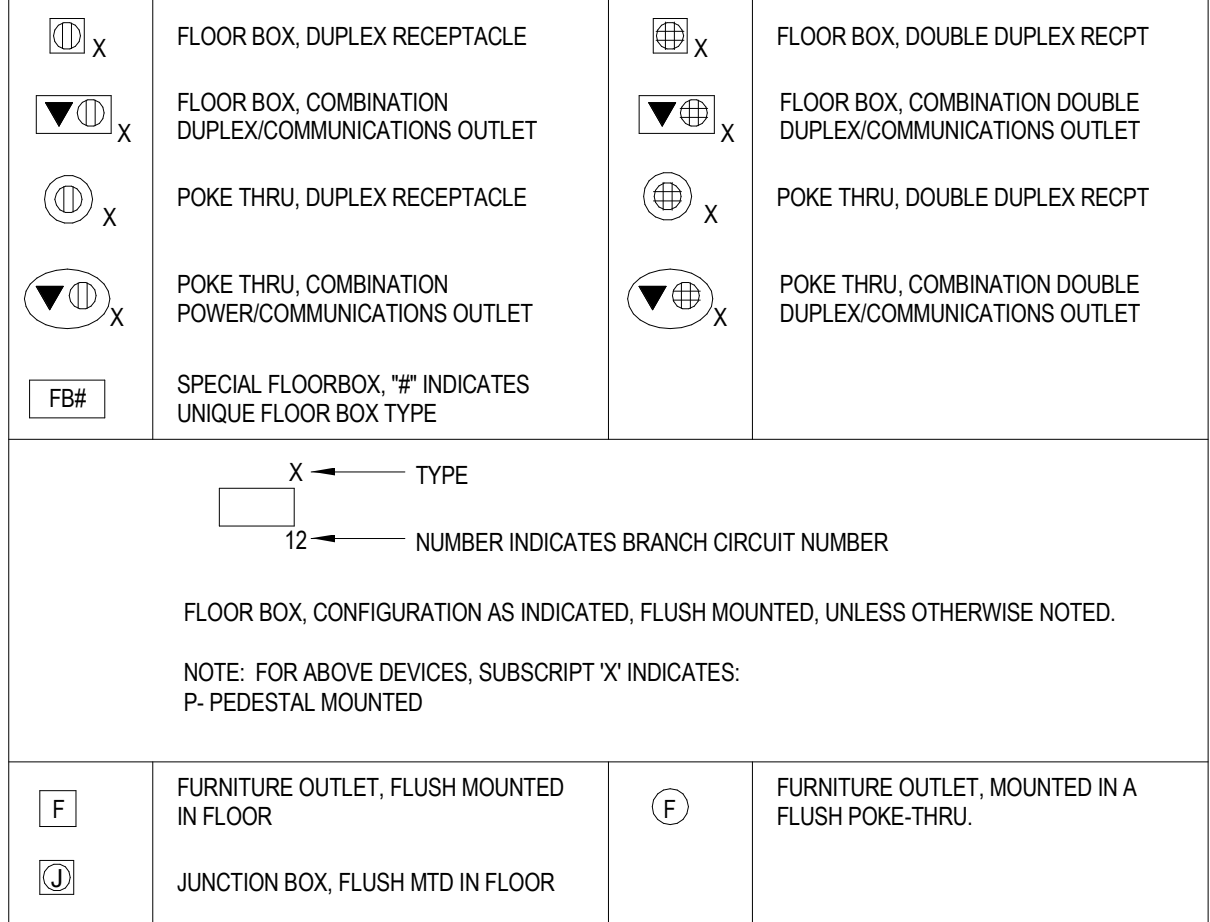 X FLOOR BOX, DUPLEX RECEPTACLE
X FLOOR BOX, DOUBLE DUPLEX RECPT
X FLOOR BOX, COMBINATION
DUPLEX/COMMUNICATIONS OUTLET
X FLOOR BOX, COMBINATION DOUBLE
DUPLEX/COMMUNICATIONS OUTLET
X POKE THRU, DUPLEX RECEPTACLE
X POKE THRU, DOUBLE DUPLEX RECPT
X POKE THRU, COMBINATION
POWER/COMMUNICATIONS OUTLET
X POKE THRU, COMBINATION DOUBLE
DUPLEX/COMMUNICATIONS OUTLET
FB# SPECIAL FLOORBOX, "#" INDICATES
UNIQUE FLOOR BOX TYPE
X TYPE
12 NUMBER INDICATES BRANCH CIRCUIT NUMBER
FLOOR BOX, CONFIGURATION AS INDICATED, FLUSH MOUNTED, UNLESS OTHERWISE NOTED.
NOTE: FOR ABOVE DEVICES, SUBSCRIPT 'X' INDICATES:
P- PEDESTAL MOUNTED
F FURNITURE OUTLET, FLUSH MOUNTED
IN FLOOR
F FURNITURE OUTLET, MOUNTED IN A
FLUSH POKE-THRU.
J JUNCTION BOX, FLUSH MTD IN FLOOR